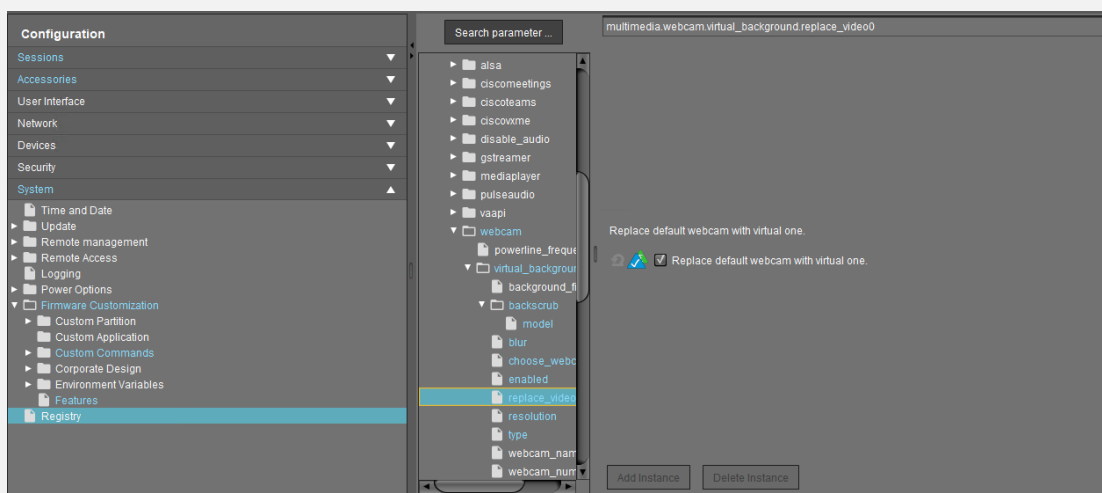 Configuration
Sessions
Accessories
User Interface
Network
Devices
Security
System
Time and Date
Update
Remote management
Remote Access
Logging
Power Options
Firmware Customization
Custom Partition
Custom Application
Custom Commands
Corporate Design
Environment Variables
Features
Registry
Search parameter ...
alsa
ciscomeetings
ciscoteams
ciscovxme
disable_audio
gstreamer
mediaplayer
pulseaudio
vaapi
webcam
powerline_freque
virtual_backgrour
background_fi
backscrub
model
blur
choose_webc
enabled
replace_video
resolution
type
webcam_nam
webcam_num
multimedia.webcam.virtual_background.replace_video0
Replace default webcam with virtual one.
Replace default webcam with virtual one.
Add Instance
Delete Instance